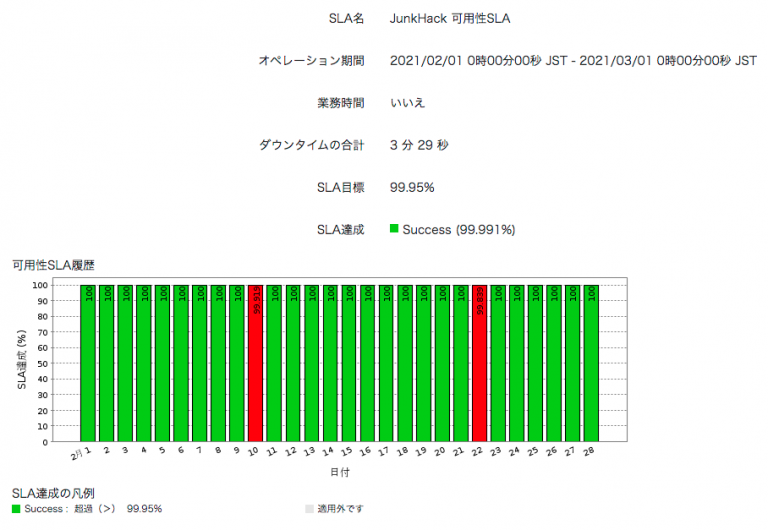 SLA名 JunkHack 可用性SLA
オペレーション期間 2021/02/01 0時00分00秒 JST - 2021/03/01 0時00分00秒 JST
業務時間 いいえ
ダウンタイムの合計 3 分 29 秒
SLA目標 99.95%
SLA達成 Success (99.991%)
可用性SLA履歴
SLA達成 (%)
100
90
80
70
60
50
40
30
20
10
0
100 100 100 100 100 100 100 100 100 99.919 100 100 100 100 100 100 100 100 100 100 100 99.839 100 100 100 100 100 100
2月 1 2 3 4 5 6 7 8 9 10 11 12 13 14 15 16 17 18 19 20 21 22 23 24 25 26 27 28
日付
SLA達成の凡例
Success : 超過（＞） 99.95% 適用外です